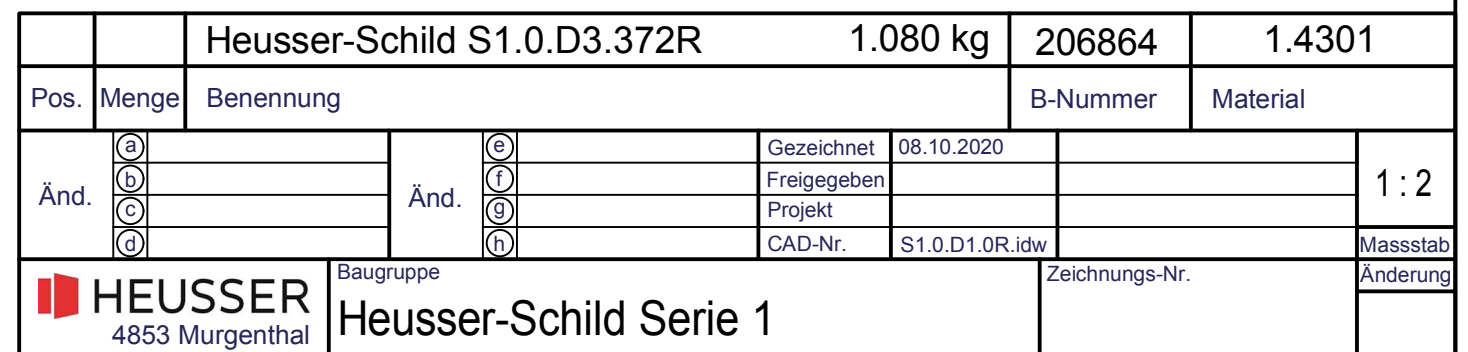 Heusser-Schild S1.0.D3.372R 1.080 kg 206864 1.4301
Pos. Menge Benennung B-Nummer Material
Änd. a Änd. e Gezeichnet 08.10.2020
b f Freigegeben
c g Projekt
d h CAD-Nr. S1.0.D1.0R.idw
1 : 2
Massstab
HEUSSER
4853 Murgenthal
Baugruppe
Heusser-Schild Serie 1
Zeichnungs-Nr.
Änderung